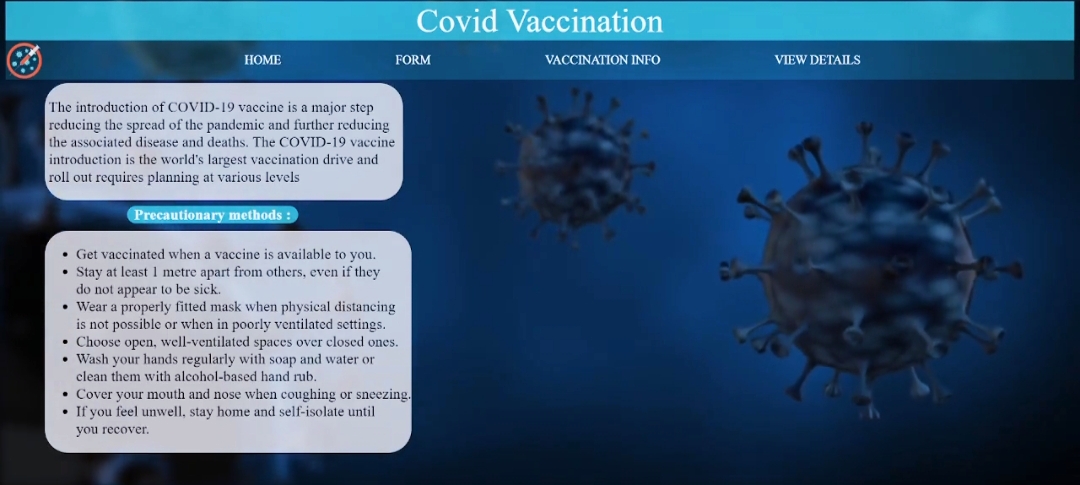 Covid Vaccination
HOME FORM VACCINATION INFO VIEW DETAILS
The introduction of COVID-19 vaccine is a major step
reducing the spread of the pandemic and further reducing
the associated disease and deaths. The COVID-19 vaccine
introduction is the world's largest vaccination drive and
roll out requires planning at various levels
Precautionary methods :
• Get vaccinated when a vaccine is available to you.
• Stay at least 1 metre apart from others, even if they
do not appear to be sick.
• Wear a properly fitted mask when physical distancing
is not possible or when in poorly ventilated settings.
• Choose open, well-ventilated spaces over closed ones.
• Wash your hands regularly with soap and water or
clean them with alcohol-based hand rub.
• Cover your mouth and nose when coughing or sneezing.
• If you feel unwell, stay home and self-isolate until
you recover.